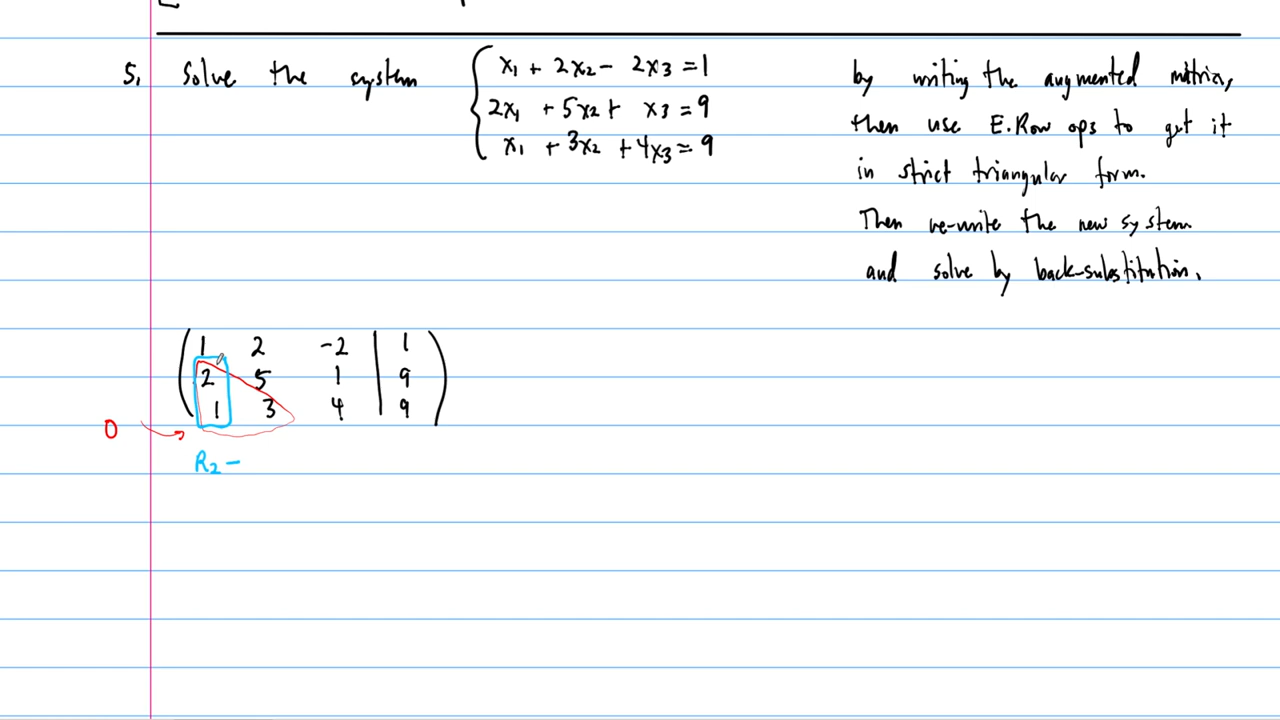 5. Solve the system
x₁ + 2x₂ - 2x₃ = 1
2x₁ + 5x₂ + x₃ = 9
x₁ + 3x₂ + 4x₃ = 9
by writing the augmented matrix,
then use E.Row ops to get it
in strict triangular form.
Then re-write the new system
and solve by back-substitution.
1 2 -2 | 1
2 5 1 | 9
1 3 4 | 9
0
R₂ -